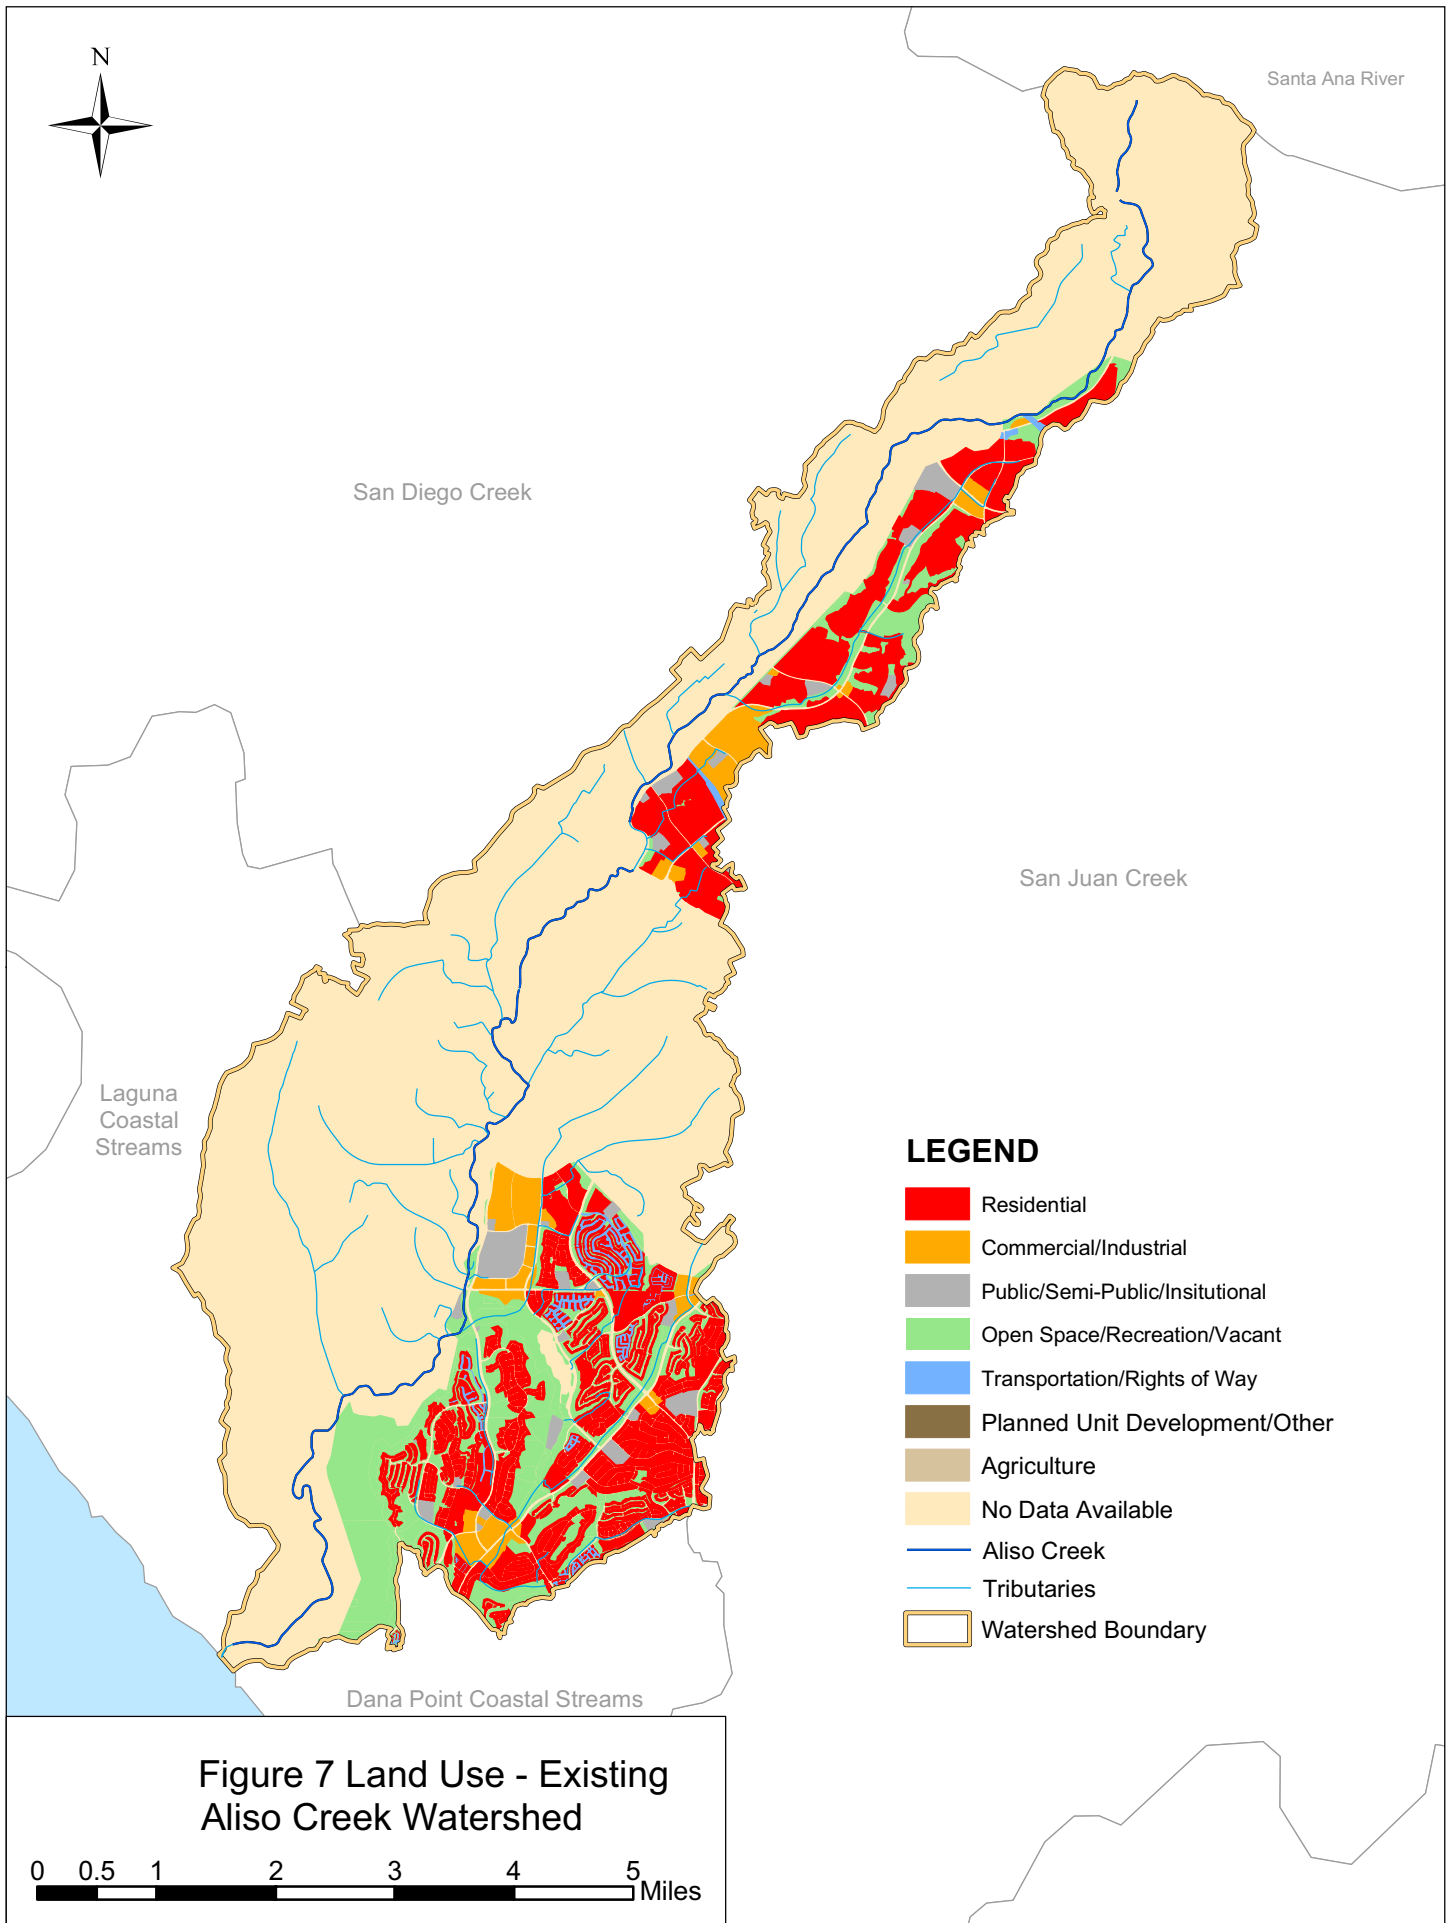 N
Santa Ana River
San Diego Creek
San Juan Creek
Laguna
Coastal
Streams
LEGEND
Residential
Commercial/Industrial
Public/Semi-Public/Insitutional
Open Space/Recreation/Vacant
Transportation/Rights of Way
Planned Unit Development/Other
Agriculture
No Data Available
Aliso Creek
Tributaries
Watershed Boundary
Dana Point Coastal Streams
Figure 7 Land Use - Existing
Aliso Creek Watershed
0 0.5 1 2 3 4 5
Miles